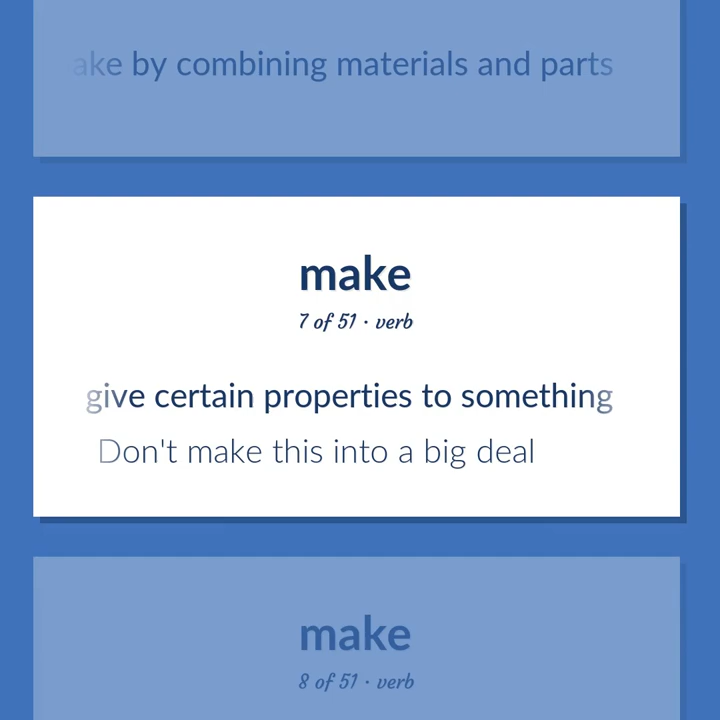 ake by combining materials and parts
make
7 of 51 · verb
give certain properties to something
Don't make this into a big deal
make
8 of 51 · verb